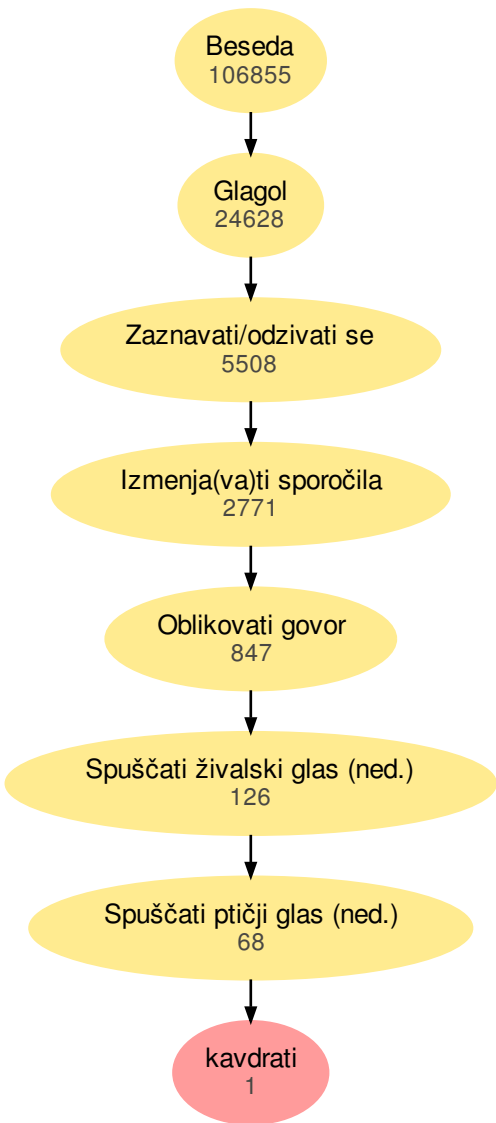 Beseda
106855
Glagol
24628
Zaznavati/odzivati se
5508
Izmenja(va)ti sporočila
2771
Oblikovati govor
847
Spuščati živalski glas (ned.)
126
Spuščati ptičji glas (ned.)
68
kavdrati
1